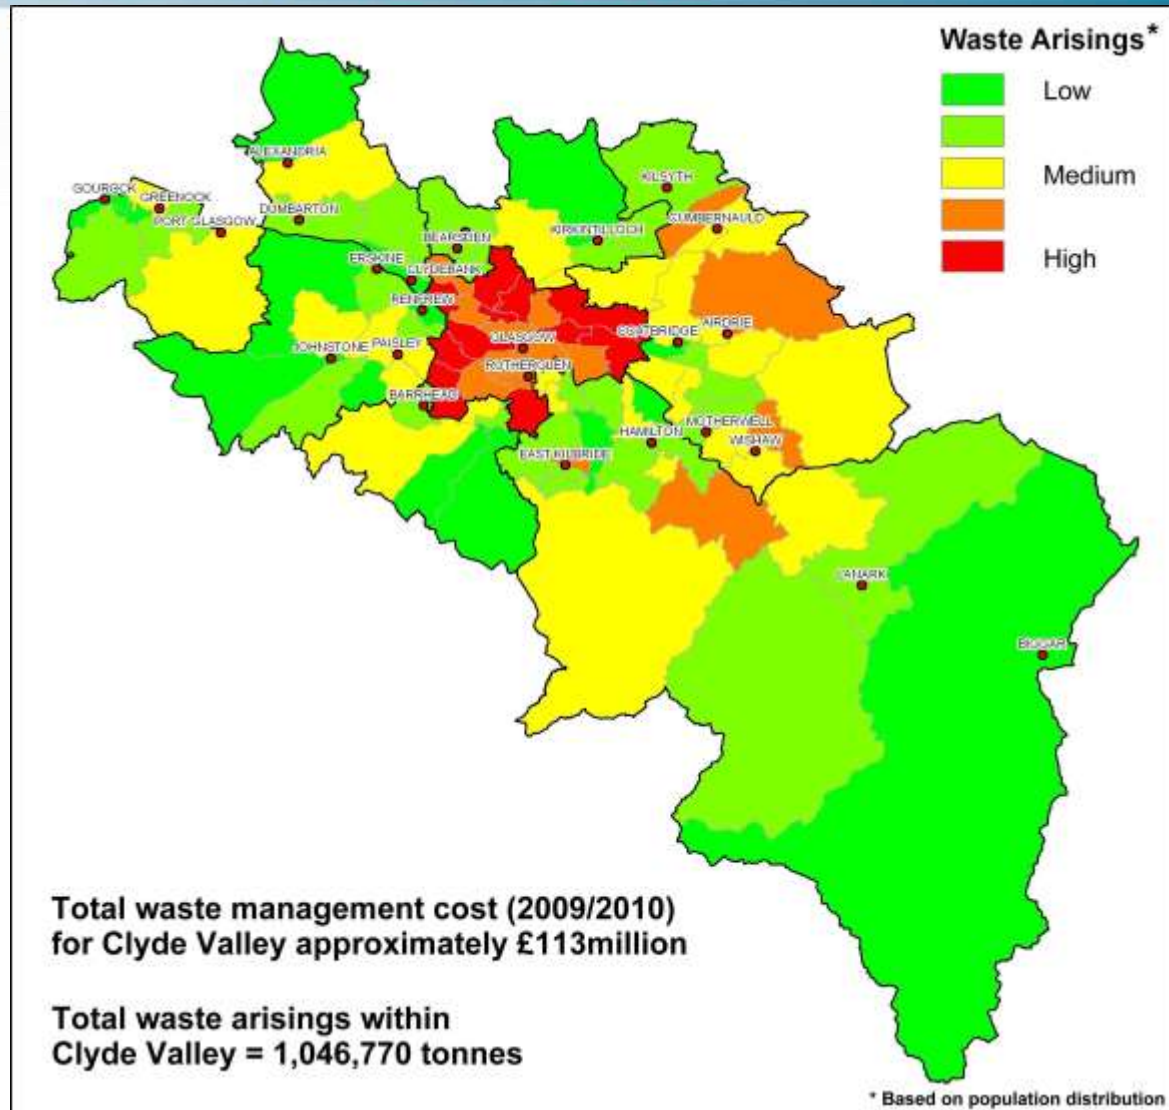 Waste Arisings*
Low
Medium
High
ALEXANDRIA
KILSYTH
GOUROCK
GREENOCK
DUMBARTON
PORT GLASGOW
CUMBERNAULD
KIRKINTILLOCH
BEARSDEN
ERSKINE
CLYDEBANK
RENFREW
AIRDRIE
COATBRIDGE
GLASGOW
JOHNSTONE
PAISLEY
RUTHERGLEN
BARRHEAD
MOTHERWELL
HAMILTON
WISHAW
EAST KILBRIDE
LANARK
BIGGAR
Total waste management cost (2009/2010)
for Clyde Valley approximately £113million
Total waste arisings within
Clyde Valley = 1,046,770 tonnes
* Based on population distribution